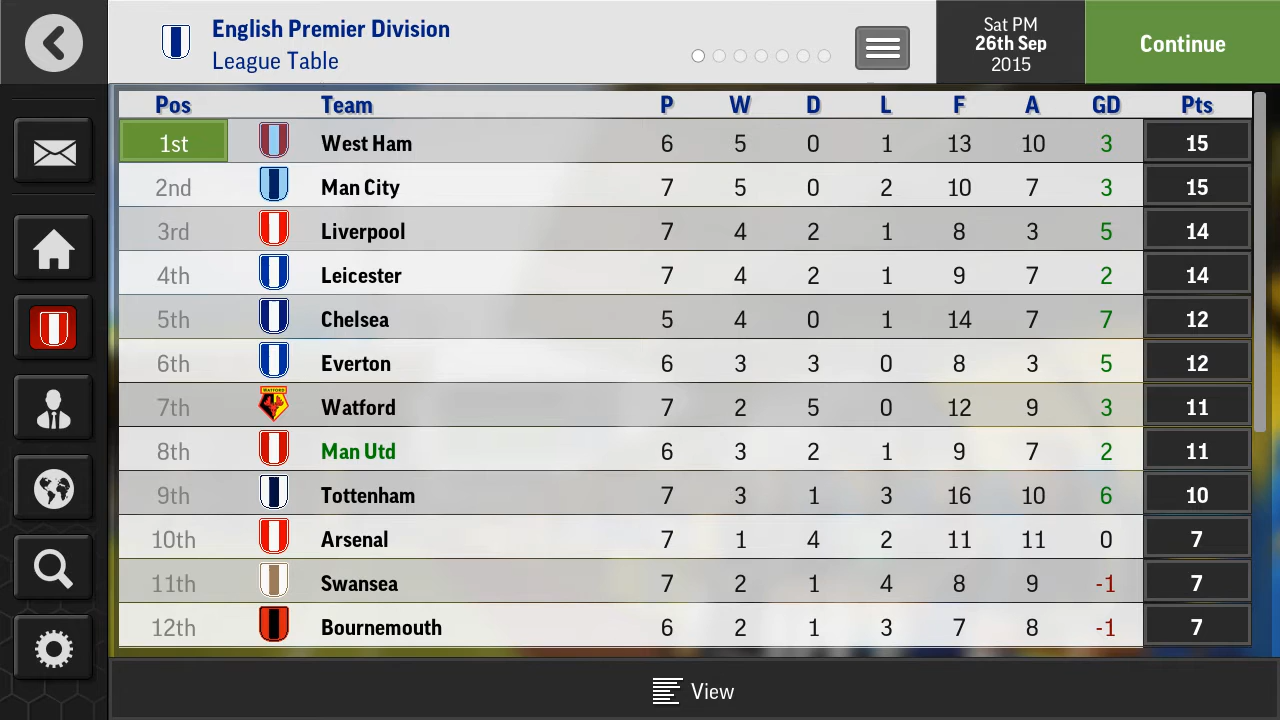 English Premier Division
League Table
Sat PM
26th Sep
2015
Continue
Pos Team P W D L F A GD Pts
1st West Ham 6 5 0 1 13 10 3 15
2nd Man City 7 5 0 2 10 7 3 15
3rd Liverpool 7 4 2 1 8 3 5 14
4th Leicester 7 4 2 1 9 7 2 14
5th Chelsea 5 4 0 1 14 7 7 12
6th Everton 6 3 3 0 8 3 5 12
7th WATFORD Watford 7 2 5 0 12 9 3 11
8th Man Utd 6 3 2 1 9 7 2 11
9th Tottenham 7 3 1 3 16 10 6 10
10th Arsenal 7 1 4 2 11 11 0 7
11th Swansea 7 2 1 4 8 9 -1 7
12th Bournemouth 6 2 1 3 7 8 -1 7
View